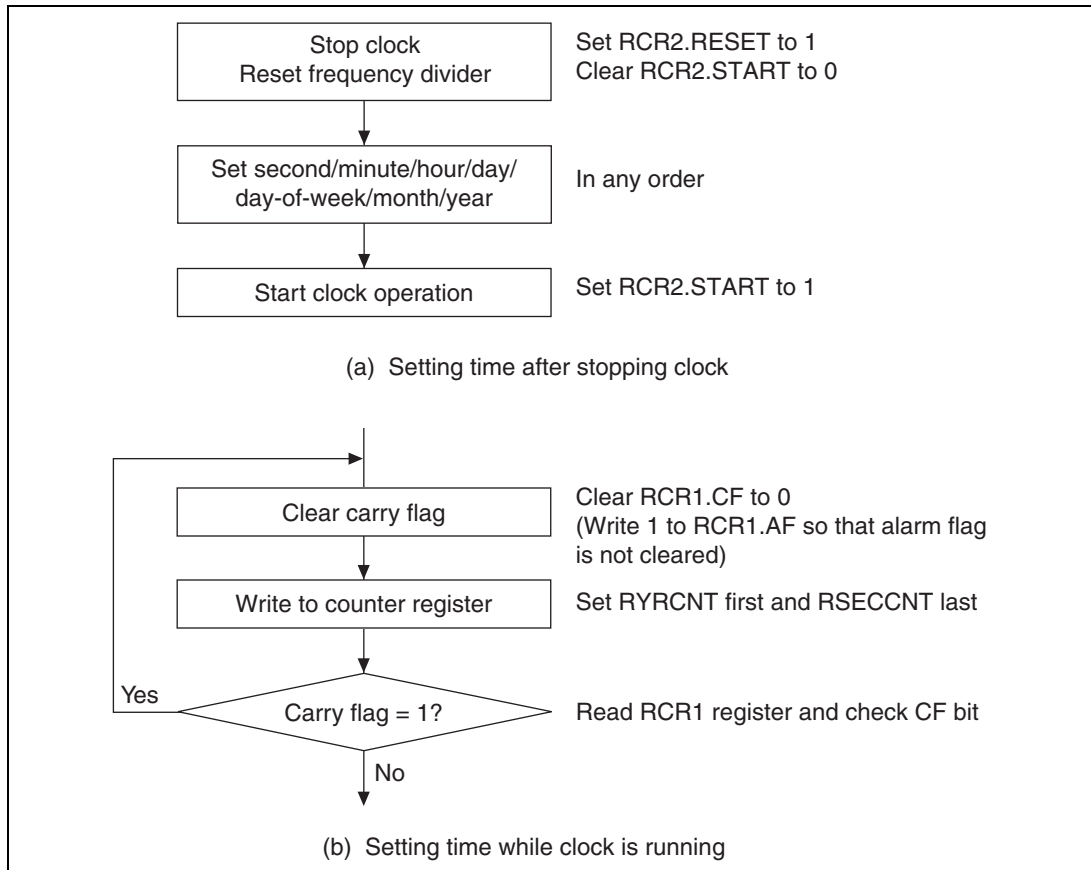 Stop clock
Reset frequency divider
Set RCR2.RESET to 1
Clear RCR2.START to 0
Set second/minute/hour/day/
day-of-week/month/year
In any order
Start clock operation
Set RCR2.START to 1
(a) Setting time after stopping clock
Clear carry flag
Clear RCR1.CF to 0
(Write 1 to RCR1.AF so that alarm flag
is not cleared)
Write to counter register
Set RYRCNT first and RSECCNT last
Yes
Carry flag = 1?
Read RCR1 register and check CF bit
No
(b) Setting time while clock is running